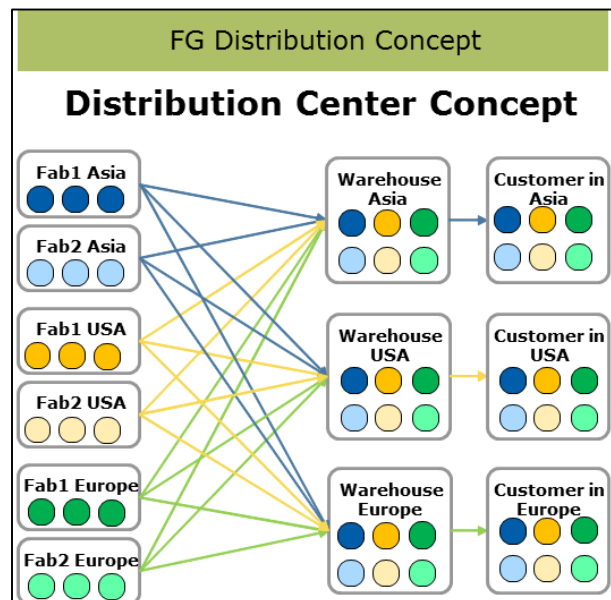 FG Distribution Concept
Distribution Center Concept
Fab1 Asia
Fab2 Asia
Fab1 USA
Fab2 USA
Fab1 Europe
Fab2 Europe
Warehouse
Asia
Warehouse
USA
Warehouse
Europe
Customer in
Asia
Customer in
USA
Customer in
Europe